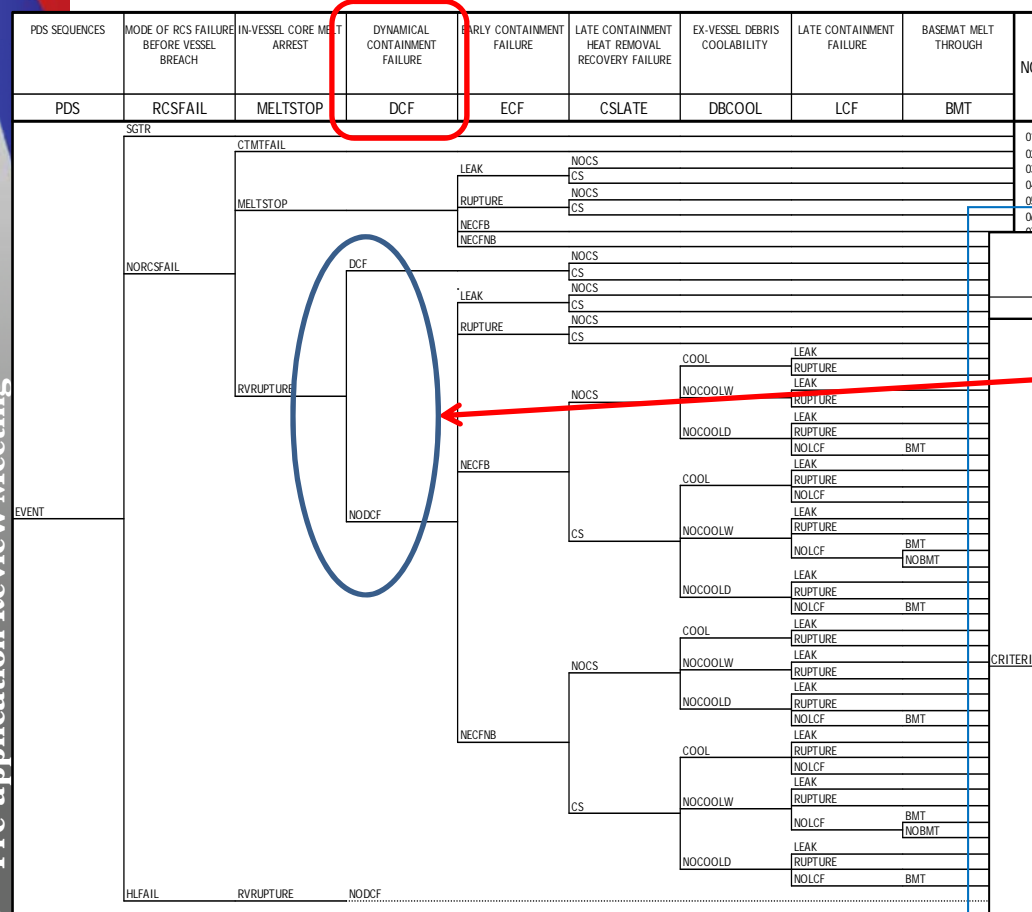 PDS SEQUENCES
MODE OF RCS FAILURE
BEFORE VESSEL
BREACH
IN-VESSEL CORE MELT
ARREST
DYNAMICAL
CONTAINMENT
FAILURE
EARLY CONTAINMENT
FAILURE
LATE CONTAINMENT
HEAT REMOVAL
RECOVERY FAILURE
EX-VESSEL DEBRIS
COOLABILITY
LATE CONTAINMENT
FAILURE
BASEMAT MELT
THROUGH
PDS RCSFAIL MELTSTOP DCF ECF CSLATE DBCOOL LCF BMT
SGTR
CTMTFAIL
NOCS
LEAK
CS
NOCS
MELTSTOP RUPTURE
CS
NECFB
NECFNB
NOCS
NORCSFAIL DCF
CS
NOCS
LEAK
CS
NOCS
RUPTURE
CS
LEAK
COOL
RUPTURE
LEAK
RVRUPTURE NOCS NOCOOLW
RUPTURE
LEAK
NOCOOLD RUPTURE
NOLCF BMT
LEAK
NECFB
COOL RUPTURE
NOLCF
EVENT NODCF
LEAK
CS NOCOOLW RUPTURE
BMT
NOLCF
NOBMT
LEAK
NOCOOLD RUPTURE
NOLCF BMT
LEAK
COOL
RUPTURE
LEAK
NOCS NOCOOLW
RUPTURE
CRITERI
LEAK
NOCOOLD RUPTURE
NOLCF BMT
LEAK
NECFNB
COOL RUPTURE
NOLCF
LEAK
CS NOCOOLW RUPTURE
BMT
NOLCF
NOBMT
LEAK
NOCOOLD RUPTURE
NOLCF BMT
HLFAIL RVRUPTURE NODCF